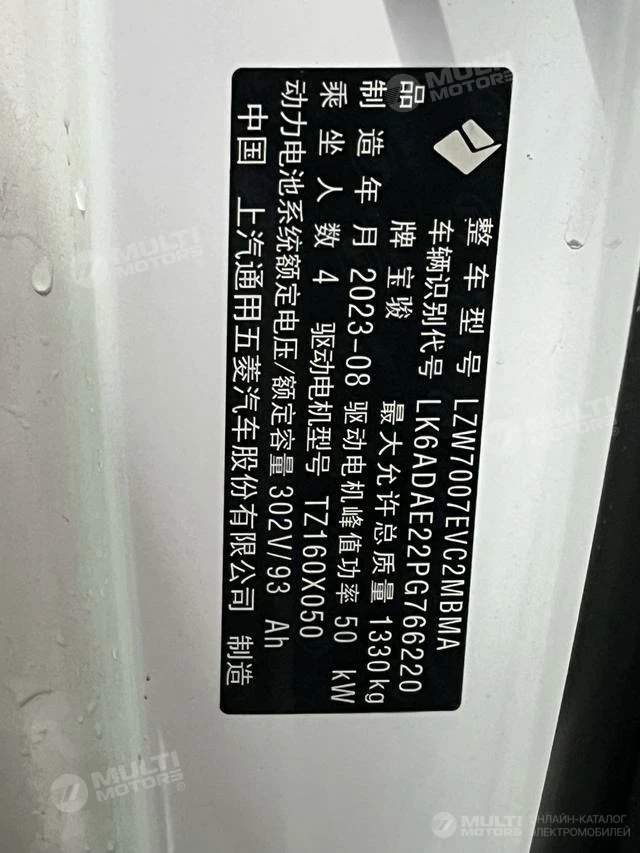 整车型号 LZW7007EVC2MBMA
车辆识别代号 LK6ADAE22PG766220
品 牌 宝骏 最大允许总质量 1330kg
制造年月 2023-08 驱动电机峰值功率 50 kW
乘坐人数 4 驱动电机型号 TZ160X050
动力电池系统额定电压/额定容量 302V/93 Ah
中国 上汽通用五菱汽车股份有限公司 制造
MULTI MOTORS
MULTI MOTORS
MULTI MOTORS®
MULTI MOTORS
ОНЛАЙН-КАТАЛОГ
ЭЛЕКТРОМОБИЛЕЙ